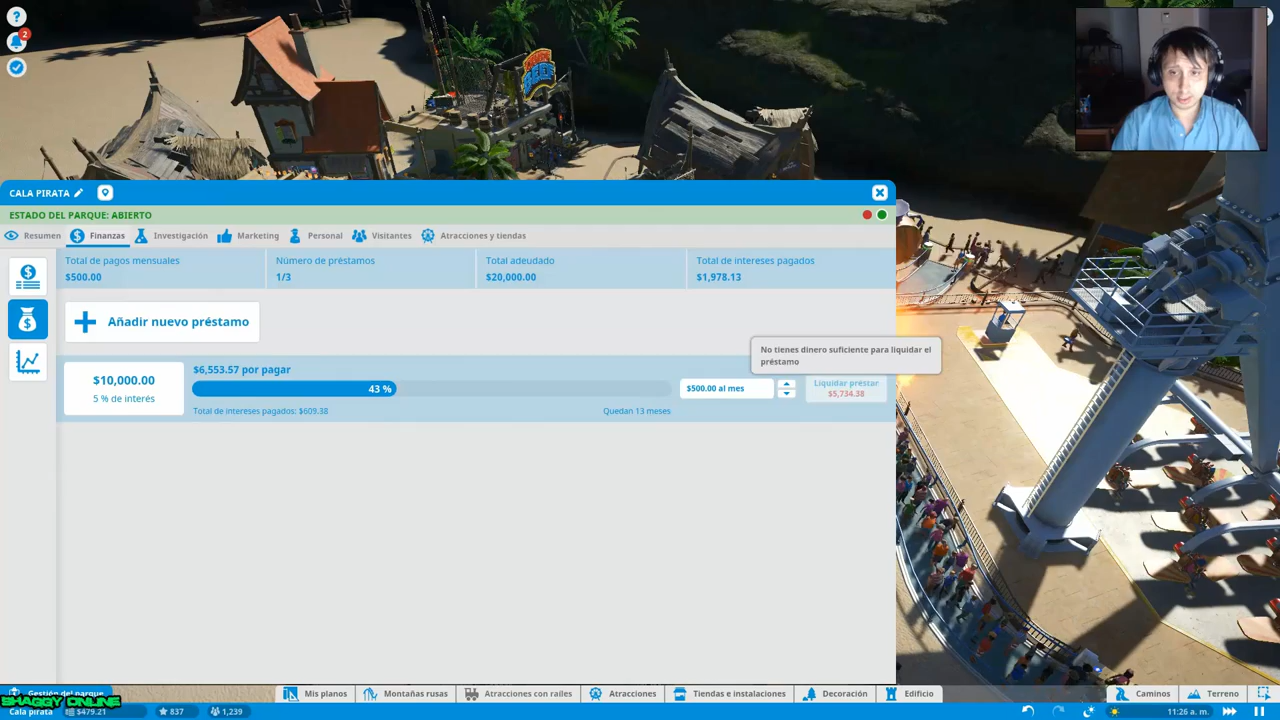 ?
2
CALA PIRATA
ESTADO DEL PARQUE: ABIERTO
Resumen
Finanzas
Investigación
Marketing
Personal
Visitantes
Atracciones y tiendas
Total de pagos mensuales
$500.00
Número de préstamos
1/3
Total adeudado
$20,000.00
Total de intereses pagados
$1,978.13
Añadir nuevo préstamo
No tienes dinero suficiente para liquidar el
préstamo
$10,000.00
5 % de interés
$6,553.57 por pagar
43 %
Total de intereses pagados: $609.38
Quedan 13 meses
$500.00 al mes
Liquidar préstar
$5,734.38
Gestión del parque
SHAGGY ONLINE
Mis planos
Montañas rusas
Atracciones con raíles
Atracciones
Tiendas e instalaciones
Decoración
Edificio
Caminos
Terreno
Cala pirata
$479.21
837
1,239
11:26 a. m.